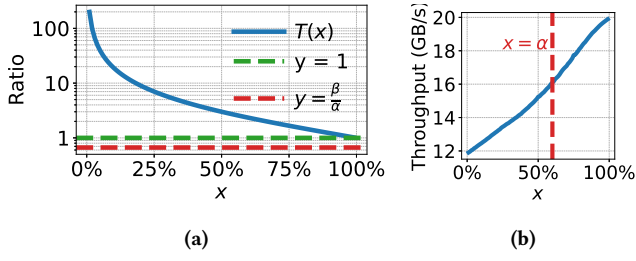 Ratio
100
10
1
T(x)
y = 1
y = β/α
0%
25%
50%
75%
100%
x
(a)
Throughput (GB/s)
20
18
16
14
12
x = α
0%
50%
100%
x
(b)